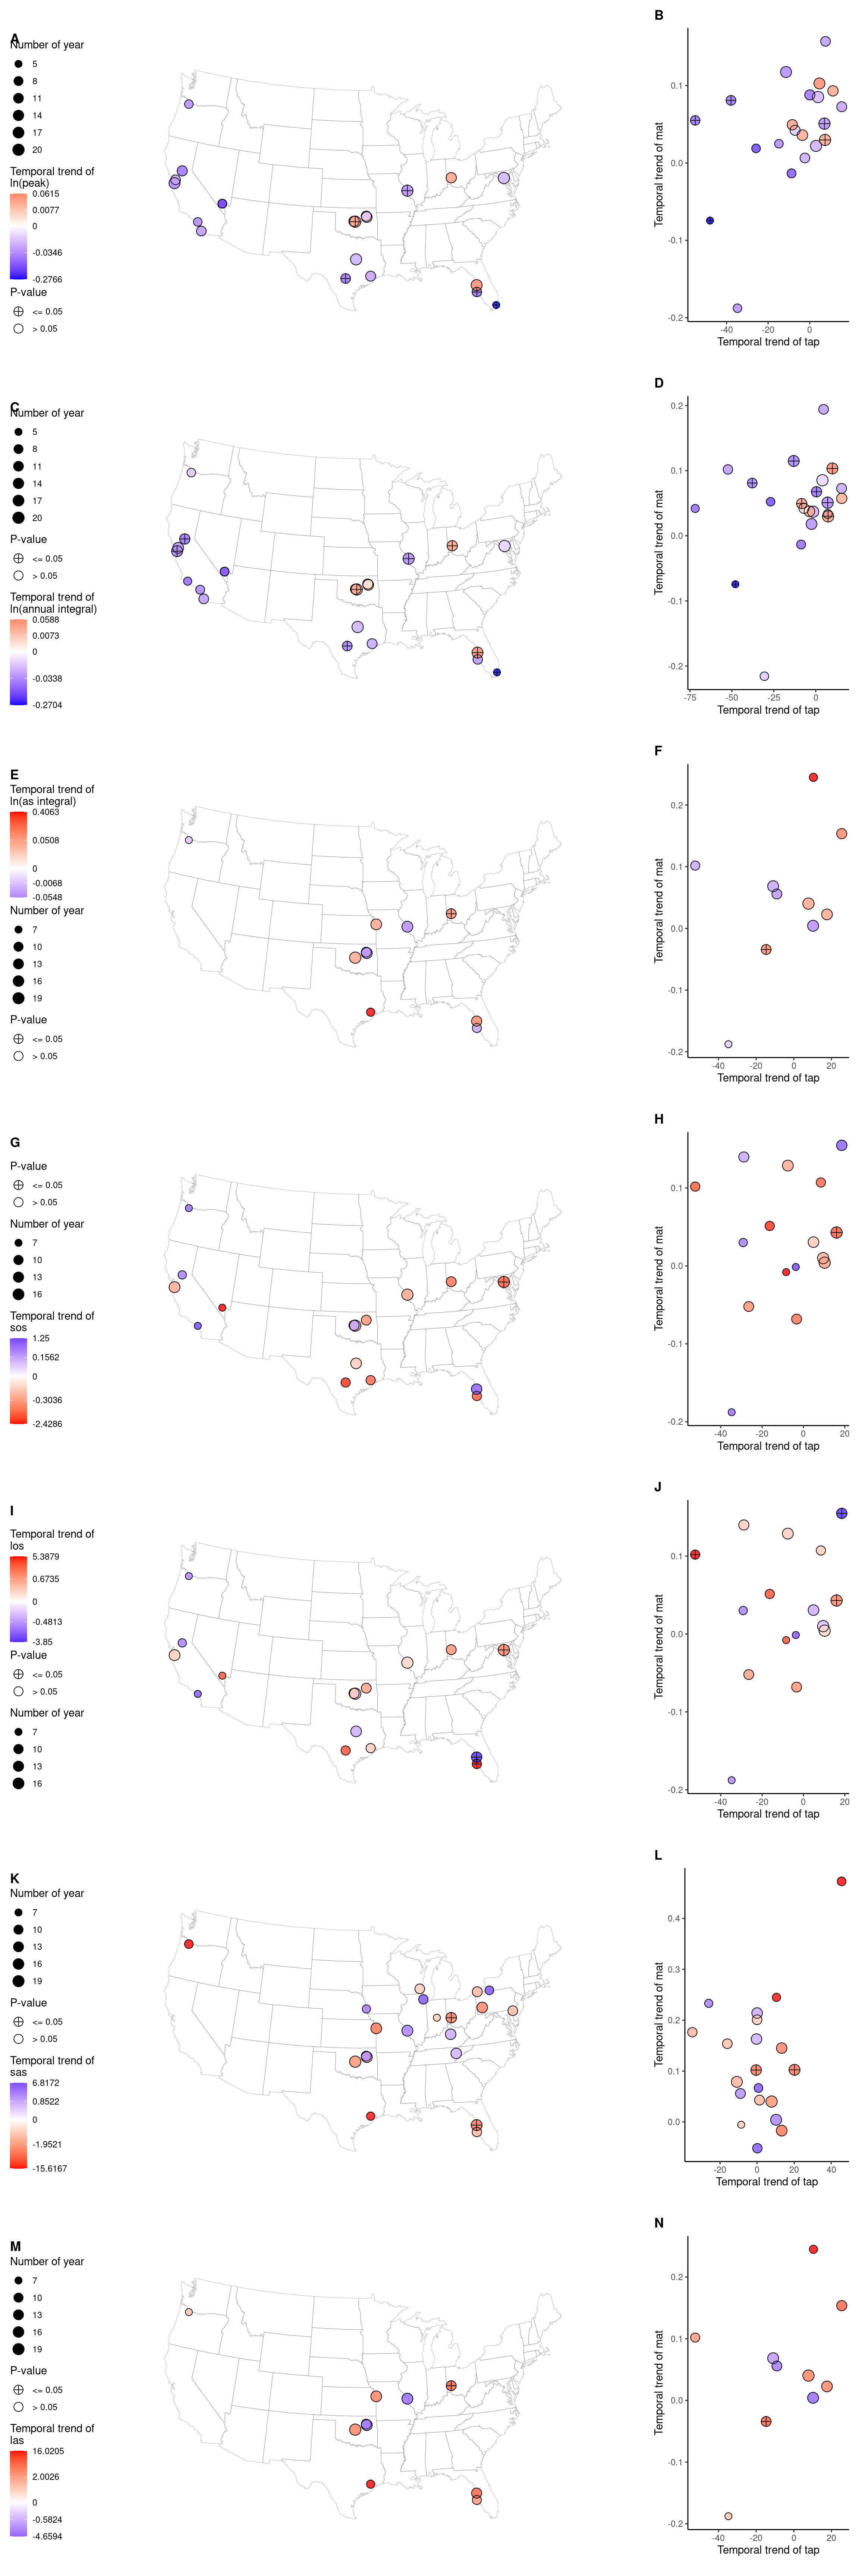 A
Number of year
5
8
11
14
17
20
Temporal trend of
ln(peak)
0.0615
0.0077
0
-0.0346
-0.2766
P-value
<= 0.05
> 0.05
B
Temporal trend of mat
0.1
0.0
-0.1
-0.2
-40
-20
0
Temporal trend of tap
C
Number of year
5
8
11
14
17
20
P-value
<= 0.05
> 0.05
Temporal trend of
ln(annual integral)
0.0588
0.0073
0
-0.0338
-0.2704
D
Temporal trend of mat
0.2
0.1
0.0
-0.1
-0.2
-75
-50
-25
0
Temporal trend of tap
E
Temporal trend of
ln(as integral)
0.4063
0.0508
0
-0.0068
-0.0548
Number of year
7
10
13
16
19
P-value
<= 0.05
> 0.05
F
Temporal trend of mat
0.2
0.1
0.0
-0.1
-0.2
-40
-20
0
20
Temporal trend of tap
G
P-value
<= 0.05
> 0.05
Number of year
7
10
13
16
Temporal trend of
sos
1.25
0.1562
0
-0.3036
-2.4286
H
Temporal trend of mat
0.1
0.0
-0.1
-0.2
-40
-20
0
20
Temporal trend of tap
I
Temporal trend of
los
5.3879
0.6735
0
-0.4813
-3.85
P-value
<= 0.05
> 0.05
Number of year
7
10
13
16
J
Temporal trend of mat
0.1
0.0
-0.1
-0.2
-40
-20
0
20
Temporal trend of tap
K
Number of year
7
10
13
16
19
P-value
<= 0.05
> 0.05
Temporal trend of
sas
6.8172
0.8522
0
-1.9521
-15.6167
L
Temporal trend of mat
0.4
0.3
0.2
0.1
0.0
-20
0
20
40
Temporal trend of tap
M
Number of year
7
10
13
16
19
P-value
<= 0.05
> 0.05
Temporal trend of
las
16.0205
2.0026
0
-0.5824
-4.6594
N
Temporal trend of mat
0.2
0.1
0.0
-0.1
-0.2
-40
-20
0
20
Temporal trend of tap